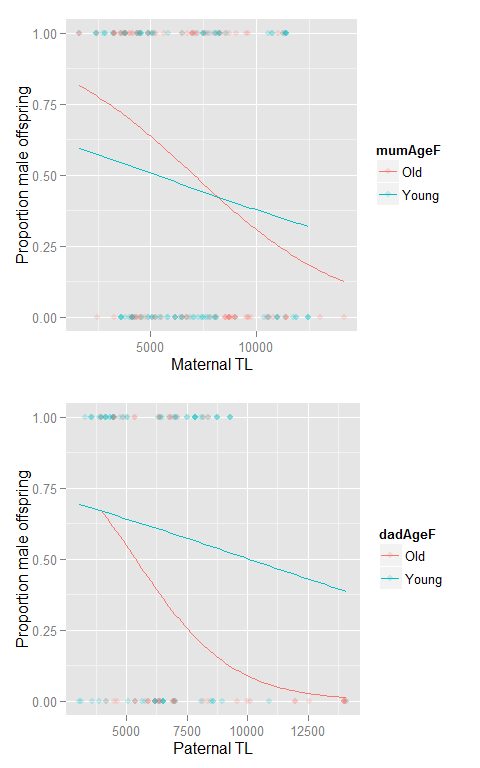 1.00
0.75
0.50
0.25
0.00
Proportion male offspring
5000 10000
Maternal TL
mumAgeF
Old
Young
1.00
0.75
0.50
0.25
0.00
Proportion male offspring
5000 7500 10000 12500
Paternal TL
dadAgeF
Old
Young